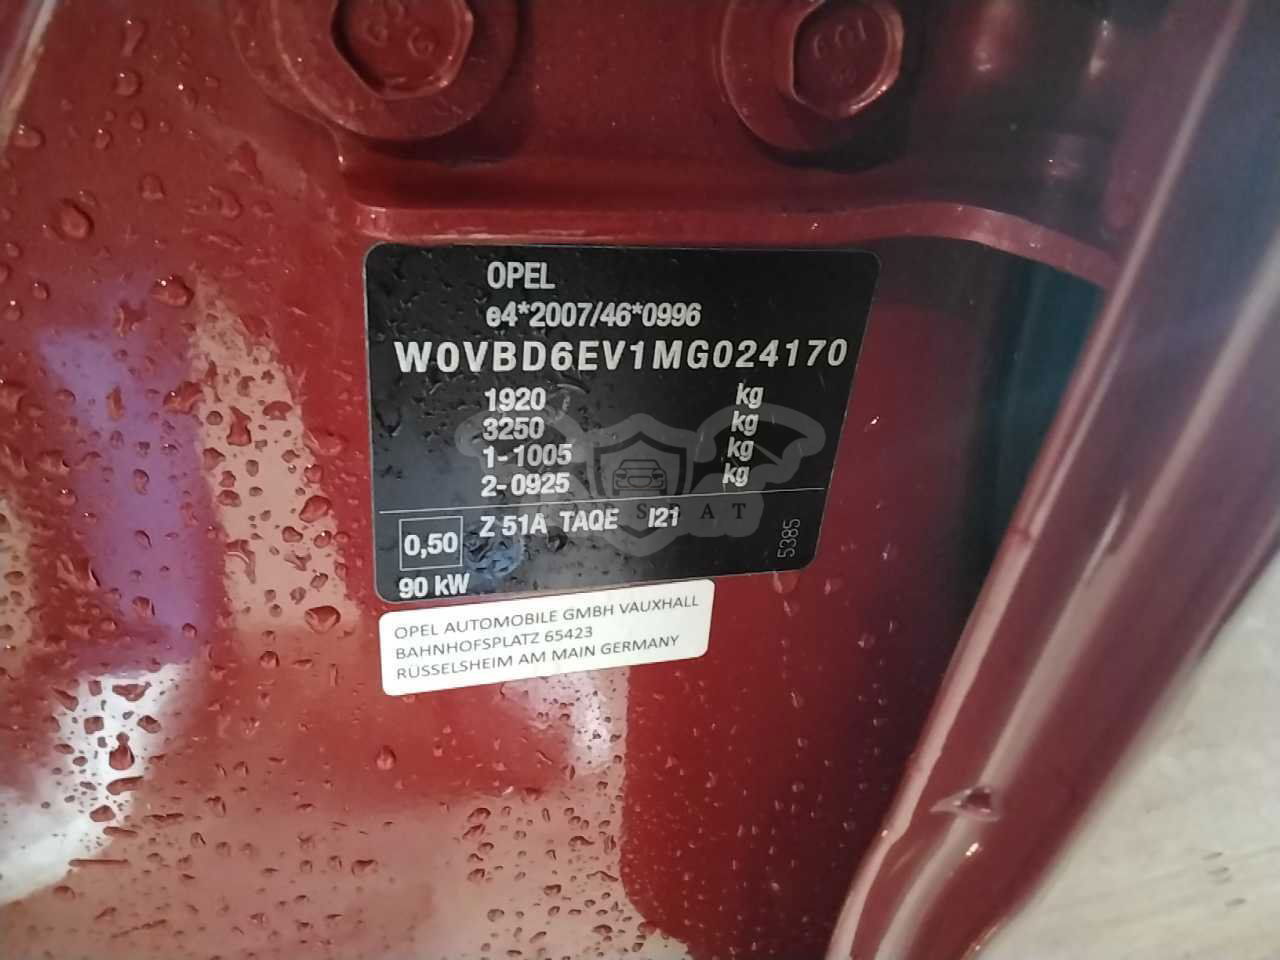 OPEL
e4*2007/46*0996
W0VBD6EV1MG024170
1920 kg
3250 kg
1-1005 kg
2-0925 kg
0,50 Z 51A TAQE I21
5385
90 kW
OPEL AUTOMOBILE GMBH VAUXHALL
BAHNHOFSPLATZ 65423
RÜSSELSHEIM AM MAIN GERMANY